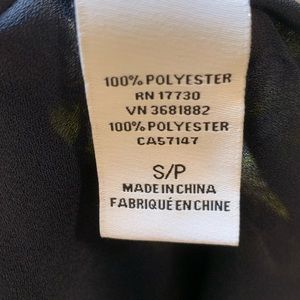 100% POLYESTER
RN 17730
VN 3681882
100% POLYESTER
CA57147
S/P
MADE IN CHINA
FABRIQUÉ EN CHINE